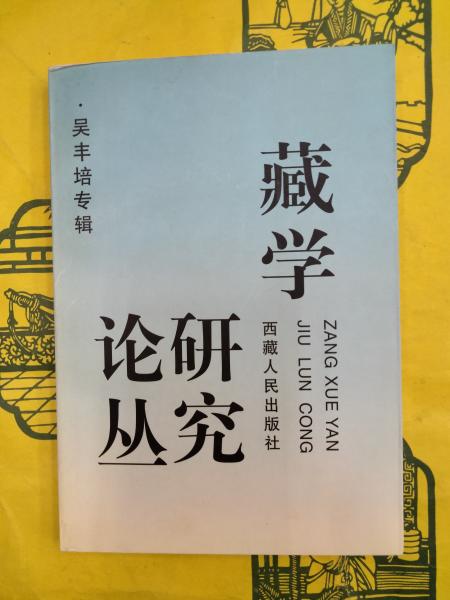 藏学
研究
论丛
·吴丰培专辑
ZANG XUE YAN
JIU LUN CONG
西藏人民出版社